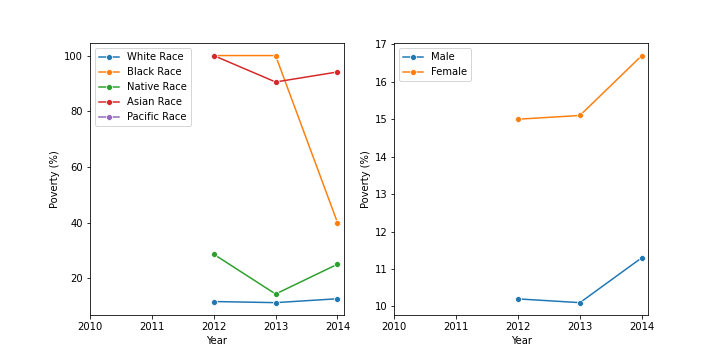 White Race
Black Race
Native Race
Asian Race
Pacific Race
100
80
60
40
20
Poverty (%)
2010 2011 2012 2013 2014
Year
Male
Female
17
16
15
14
13
12
11
10
Poverty (%)
2010 2011 2012 2013 2014
Year